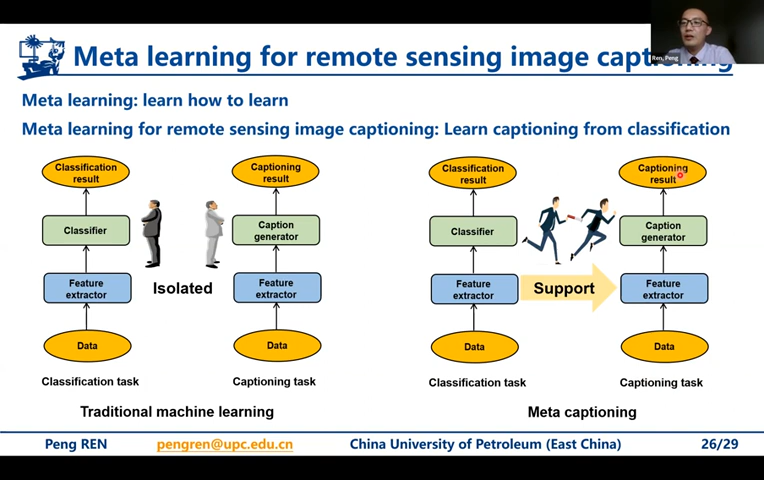 Meta learning for remote sensing image captioning
Ren, Peng
Meta learning: learn how to learn
Meta learning for remote sensing image captioning: Learn captioning from classification
Classification
result
Classifier
Feature
extractor
Data
Classification task
Isolated
Captioning
result
Caption
generator
Feature
extractor
Data
Captioning task
Traditional machine learning
Classification
result
Classifier
Feature
extractor
Data
Classification task
Support
Captioning
result
Caption
generator
Feature
extractor
Data
Captioning task
Meta captioning
Peng REN
pengren@upc.edu.cn
China University of Petroleum (East China)
26/29